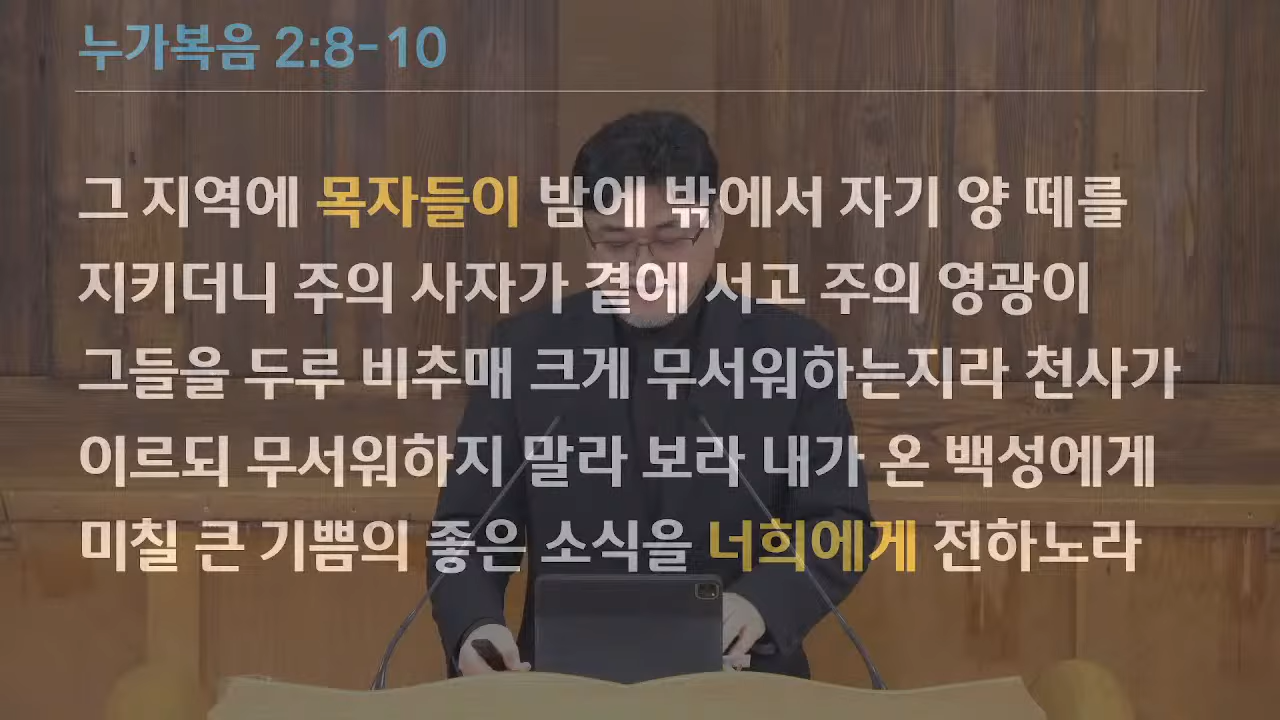 누가복음 2:8-10
그 지역에 목자들이 밤에 밖에서 자기 양 떼를
지키더니 주의 사자가 곁에 서고 주의 영광이
그들을 두루 비추매 크게 무서워하는지라 천사가
이르되 무서워하지 말라 보라 내가 온 백성에게
미칠 큰 기쁨의 좋은 소식을 너희에게 전하노라